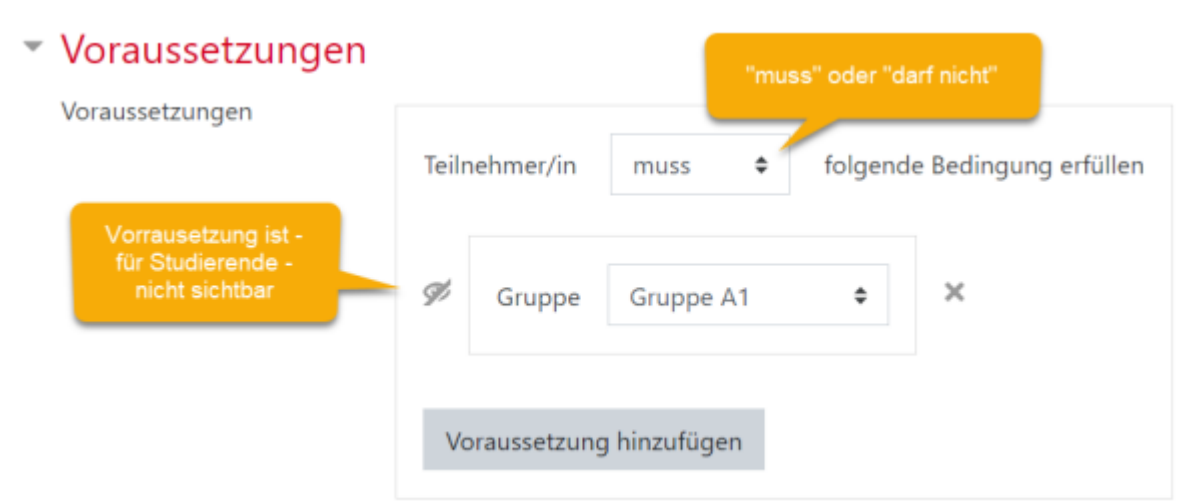 Voraussetzungen
"muss" oder "darf nicht"
Voraussetzungen
Teilnehmer/in muss folgende Bedingung erfüllen
Vorrausetzung ist -
für Studierende -
nicht sichtbar
Gruppe Gruppe A1
Voraussetzung hinzufügen